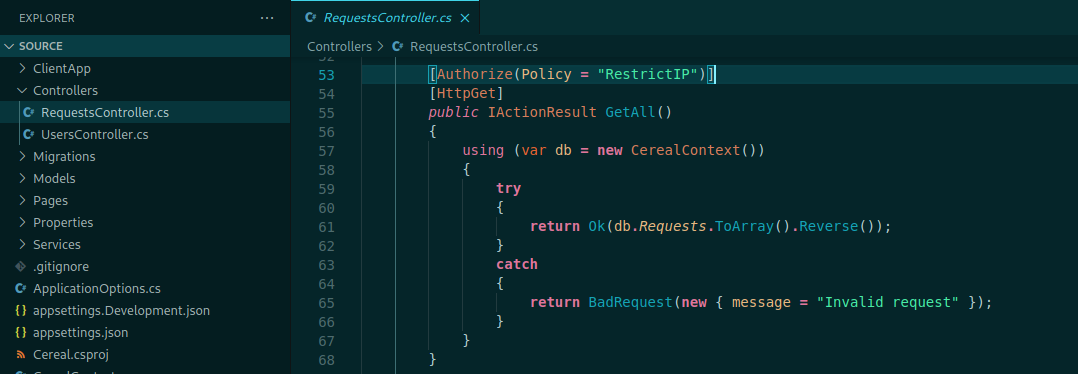 EXPLORER
SOURCE
ClientApp
Controllers
RequestsController.cs
UsersController.cs
Migrations
Models
Pages
Properties
Services
.gitignore
ApplicationOptions.cs
appsettings.Development.json
appsettings.json
Cereal.csproj
RequestsController.cs
Controllers > RequestsController.cs
53 [Authorize(Policy = "RestrictIP")]
54 [HttpGet]
55 public IActionResult GetAll()
56 {
57 using (var db = new CerealContext())
58 {
59 try
60 {
61 return Ok(db.Requests.ToArray().Reverse());
62 }
63 catch
64 {
65 return BadRequest(new { message = "Invalid request" });
66 }
67 }
68 }